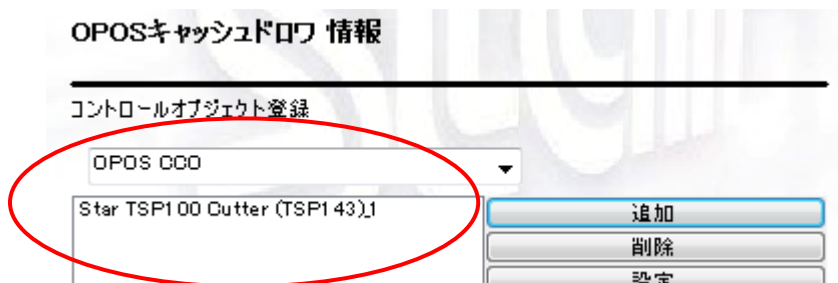 OPOSキャッシュドロワ 情報
コントロールオブジェクト登録
OPOS CCO
Star TSP100 Cutter (TSP143)_1
追加
削除
設定